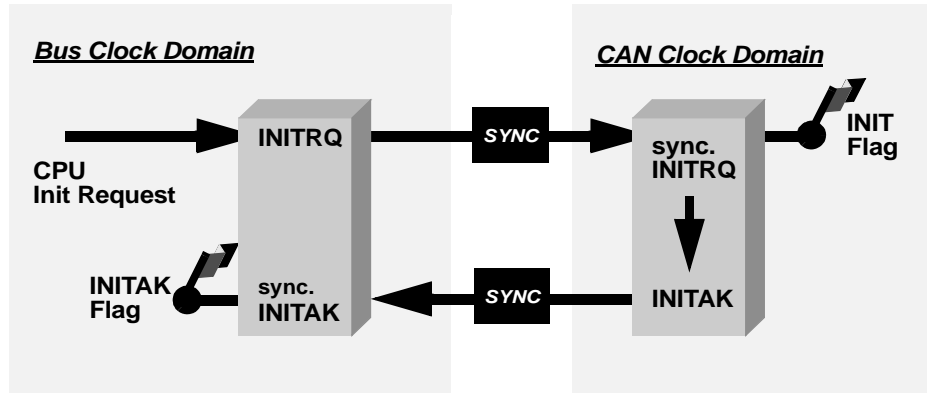 Bus Clock Domain
CAN Clock Domain
CPU
Init Request
INITRQ
SYNC
sync.
INITRQ
INIT
Flag
INITAK
Flag
sync.
INITAK
SYNC
INITAK